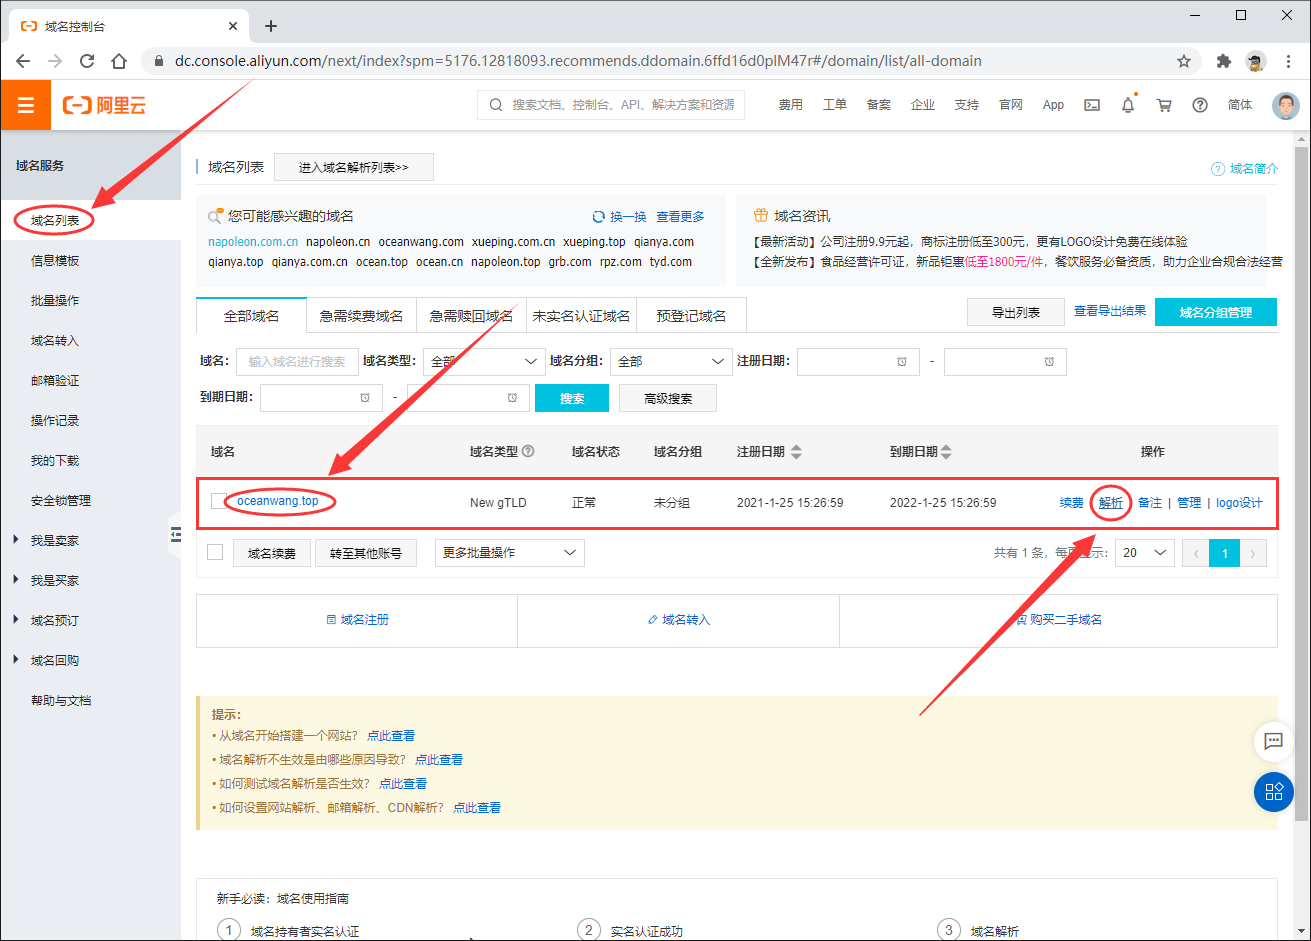 域名控制台
dc.console.aliyun.com/next/index?spm=5176.12818093.recommends.ddomain.6ffd16d0plM47r#/domain/list/all-domain
阿里云 搜索文档、控制台、API、解决方案和资源 费用 工单 备案 企业 支持 官网 App 简体
域名服务
域名列表
信息模板
批量操作
域名转入
邮箱验证
操作记录
我的下载
安全锁管理
我是卖家
我是买家
域名预订
域名回购
帮助与文档
域名列表 进入域名解析列表>> 域名简介
您可能感兴趣的域名 换一换 查看更多
napoleon.com.cn napoleon.cn oceanwang.com xueping.com.cn xueping.top qianya.com
qianya.top qianya.com.cn ocean.top ocean.cn napoleon.top grb.com rpz.com tyd.com
域名资讯
【最新活动】公司注册9.9元起，商标注册低至300元，更有LOGO设计免费在线体验
【全新发布】食品经营许可证，新品钜惠低至1800元/件，餐饮服务必备资质，助力企业合规合法经营
全部域名 急需续费域名 急需赎回域名 未实名认证域名 预登记域名 导出列表 查看导出结果 域名分组管理
域名： 输入域名进行搜索 域名类型： 全部 域名分组： 全部 注册日期： -
到期日期： - 搜索 高级搜索
域名 域名类型 域名状态 域名分组 注册日期 到期日期 操作
oceanwang.top New gTLD 正常 未分组 2021-1-25 15:26:59 2022-1-25 15:26:59 续费 解析 备注 | 管理 | logo设计
域名续费 转至其他账号 更多批量操作 共有 1 条，每页显示： 20 1
域名注册 域名转入 购买二手域名
提示：
• 从域名开始搭建一个网站？ 点此查看
• 域名解析不生效是由哪些原因导致？ 点此查看
• 如何测试域名解析是否生效？ 点此查看
• 如何设置网站解析、邮箱解析、CDN解析？ 点此查看
新手必读：域名使用指南
1 域名持有者实名认证 2 实名认证成功 3 域名解析